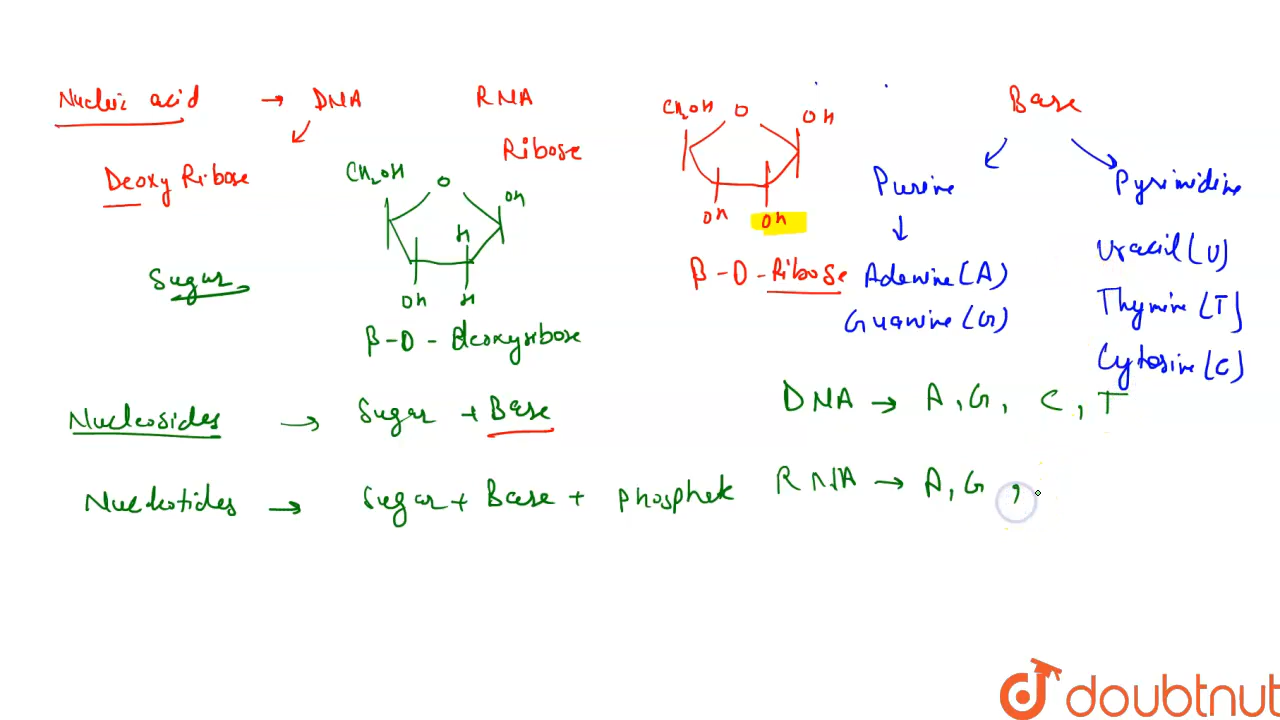 Nucleic acid → DNA RNA
Deoxy Ribose
Ribose
Sugar
CH2OH O OH
H
OH H
β-D-deoxyribose
CH2OH O OH
OH OH
β-D-Ribose
Base
Purine
Adenine (A)
Guanine (G)
Pyrimidine
Uracil (U)
Thymine (T)
Cytosine (C)
Nucleosides → Sugar + Base
Nucleotides → Sugar + Base +
DNA → A, G, C, T
RNA → A, G,
doubtnut